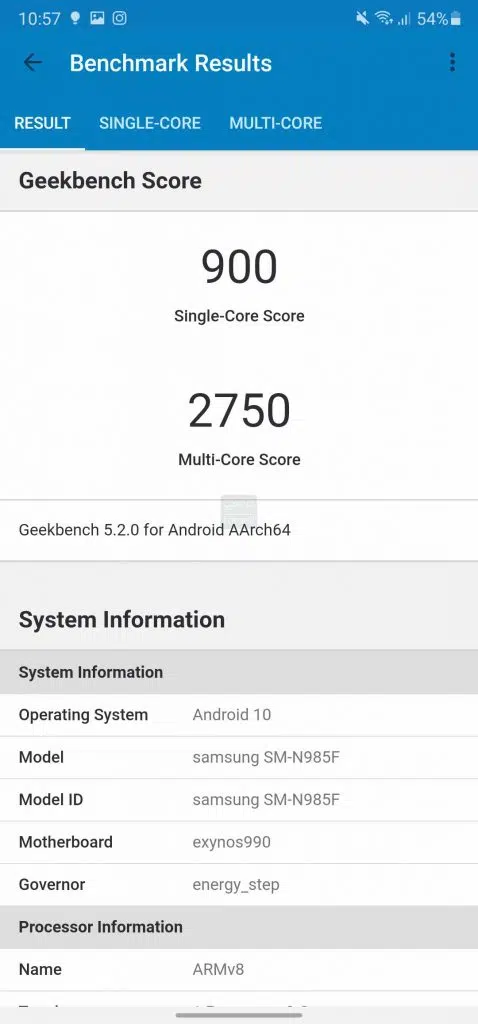 10:57 54%
Benchmark Results
RESULT SINGLE-CORE MULTI-CORE
Geekbench Score
900
Single-Core Score
2750
Multi-Core Score
Geekbench 5.2.0 for Android AArch64
System Information
System Information
Operating System Android 10
Model samsung SM-N985F
Model ID samsung SM-N985F
Motherboard exynos990
Governor energy_step
Processor Information
Name ARMv8